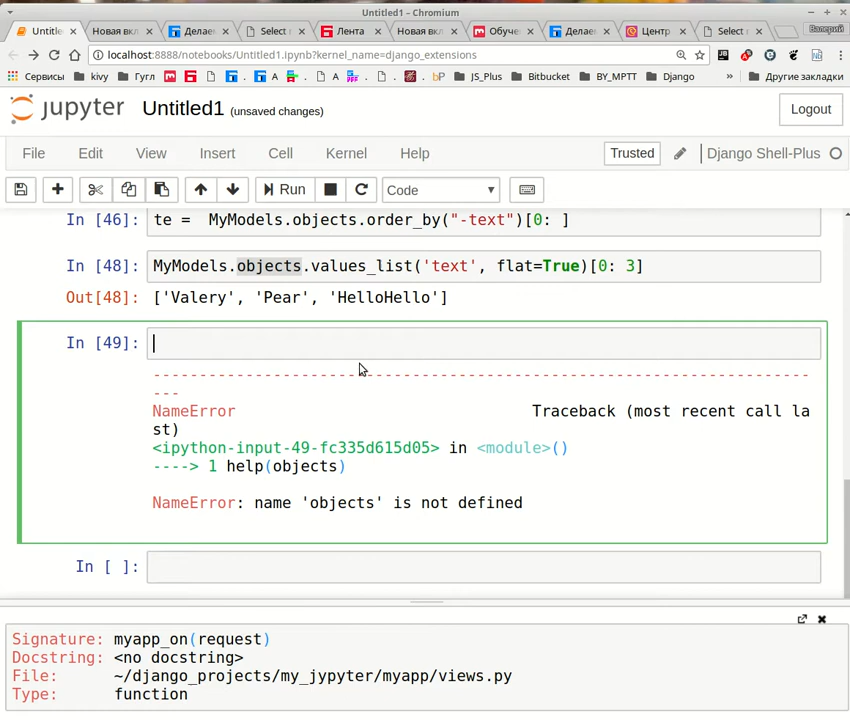 Untitled1 - Chromium
Untitle
Новая вкл
Делаем
Select
Лента
Новая вкл
Обуче
Делаем
Центр
Select
Валерий
localhost:8888/notebooks/Untitled1.ipynb?kernel_name=django_extensions
Сервисы kivy Гугл A A bP JS_Plus Bitbucket BY_MPTT Django » Другие закладки
jupyter Untitled1 (unsaved changes)
Logout
File Edit View Insert Cell Kernel Help Trusted Django Shell-Plus
Run Code
In [46]: te =  MyModels.objects.order_by("-text")[0: ]
In [48]: MyModels.objects.values_list('text', flat=True)[0: 3]
Out[48]: ['Valery', 'Pear', 'HelloHello']
In [49]:
---------------------------------------------------------------------------
NameError Traceback (most recent call la
st)
<ipython-input-49-fc335d615d05> in <module>()
----> 1 help(objects)
NameError: name 'objects' is not defined
In [ ]:
Signature: myapp_on(request)
Docstring: <no docstring>
File: ~/django_projects/my_jypyter/myapp/views.py
Type: function